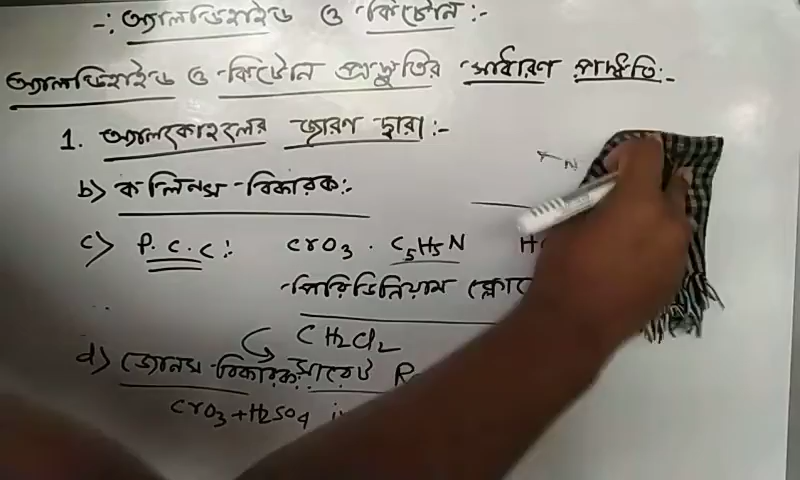 -: অ্যালডিহাইড ও কিটোন :-
অ্যালডিহাইড ও কিটোন প্রস্তুতির সাধারণ পদ্ধতি:-
1. অ্যালকোহলের জারণ দ্বারা:-
N
b) কলিনস বিকারক:-
c) P.C.C: CrO3 . C5H5N H
পিরিডিনিয়াম
CH2Cl2
d) জোনস বিকারক R
CrO3+H2SO4